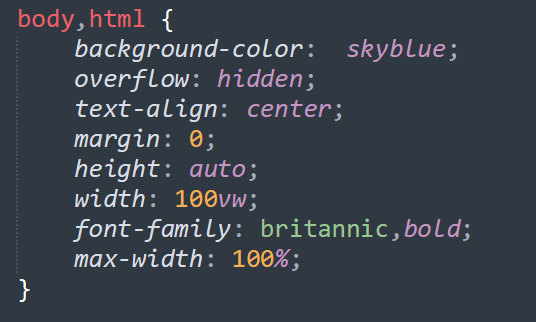 body,html {
background-color:  skyblue;
overflow: hidden;
text-align: center;
margin: 0;
height: auto;
width: 100vw;
font-family: britannic,bold;
max-width: 100%;
}